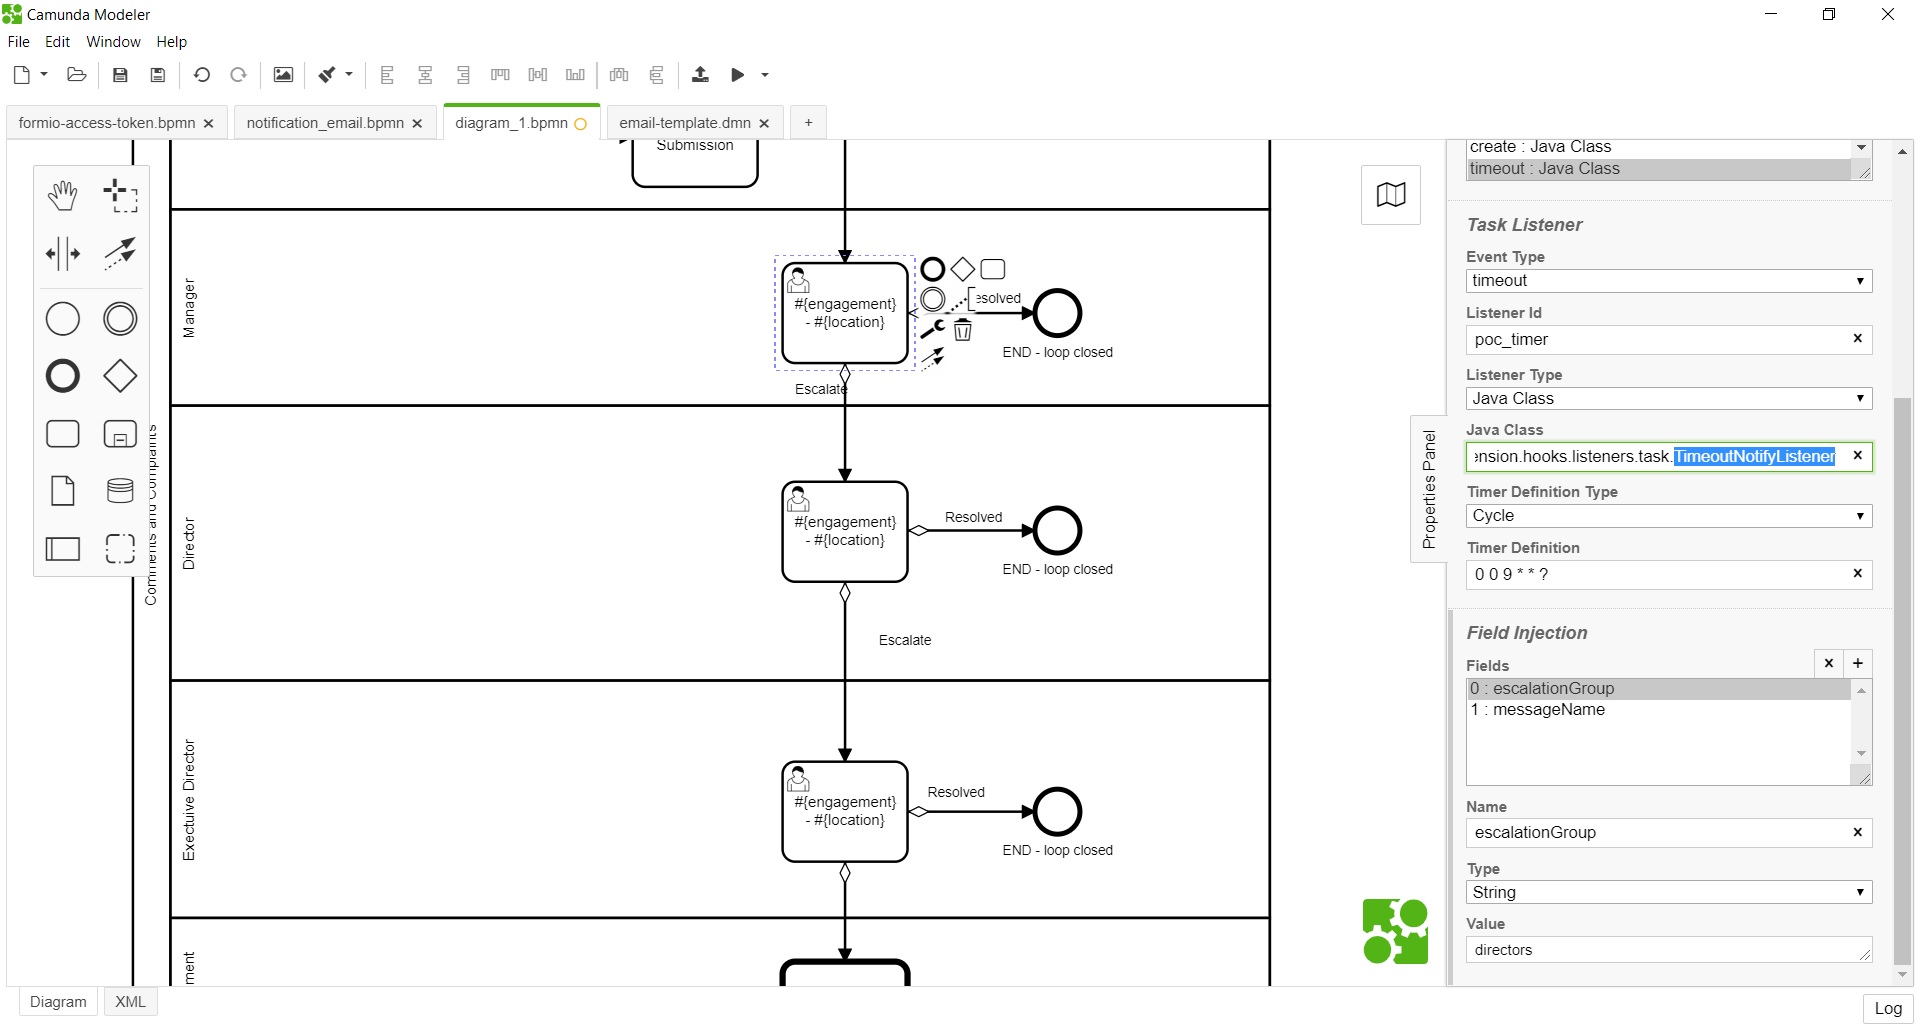 Camunda Modeler
File Edit Window Help
formio-access-token.bpmn
notification_email.bpmn
diagram_1.bpmn
email-template.dmn
+
Submission
Comments and Complaints
Manager
#{engagement}
- #{location}
esolved
END - loop closed
Escalate
Director
#{engagement}
- #{location}
Resolved
END - loop closed
Escalate
Exectuive Director
#{engagement}
- #{location}
Resolved
END - loop closed
ment
Properties Panel
create : Java Class
timeout : Java Class
Task Listener
Event Type
timeout
Listener Id
poc_timer
Listener Type
Java Class
Java Class
ension.hooks.listeners.task.TimeoutNotifyListener
Timer Definition Type
Cycle
Timer Definition
0 0 9 * * ?
Field Injection
Fields
0 : escalationGroup
1 : messageName
Name
escalationGroup
Type
String
Value
directors
Diagram
XML
Log